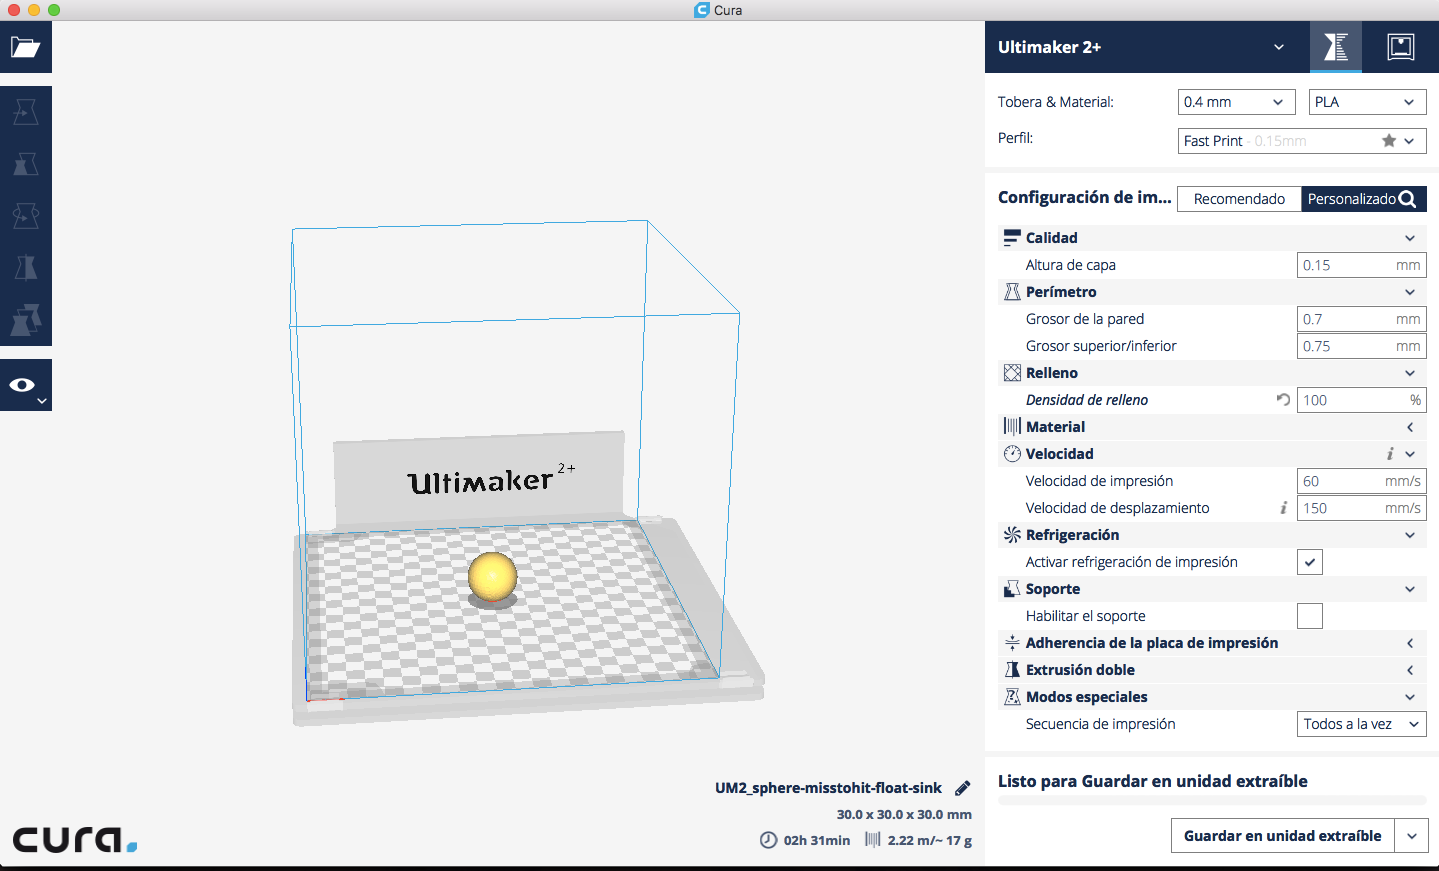 Cura
Ultimaker 2+
Tobera & Material:
0.4 mm
PLA
Perfil:
Fast Print - 0.15mm
Configuración de im...
Recomendado
Personalizado
Calidad
Altura de capa
0.15 mm
Perímetro
Grosor de la pared
0.7 mm
Grosor superior/inferior
0.75 mm
Relleno
Densidad de relleno
100 %
Material
Velocidad
i
Velocidad de impresión
60 mm/s
Velocidad de desplazamiento
i
150 mm/s
Refrigeración
Activar refrigeración de impresión
Soporte
Habilitar el soporte
Adherencia de la placa de impresión
Extrusión doble
Modos especiales
Secuencia de impresión
Todos a la vez
Listo para Guardar en unidad extraíble
Guardar en unidad extraíble
Ultimaker 2+
UM2_sphere-misstohit-float-sink
30.0 x 30.0 x 30.0 mm
02h 31min
2.22 m/~ 17 g
cura.